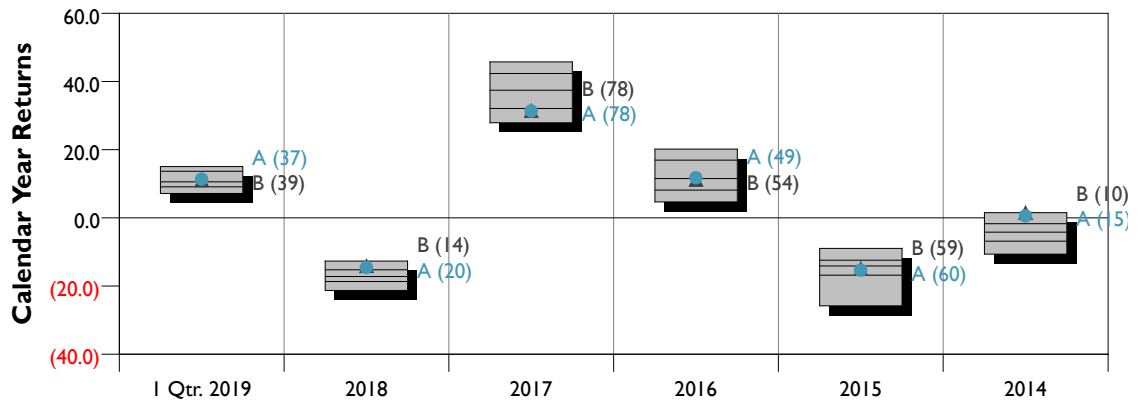 Calendar Year Returns
60.0
40.0
20.0
0.0
(20.0)
(40.0)
A (37)
B (39)
B (14)
A (20)
B (78)
A (78)
A (49)
B (54)
B (59)
A (60)
B (10)
A (15)
1 Qtr. 2019
2018
2017
2016
2015
2014